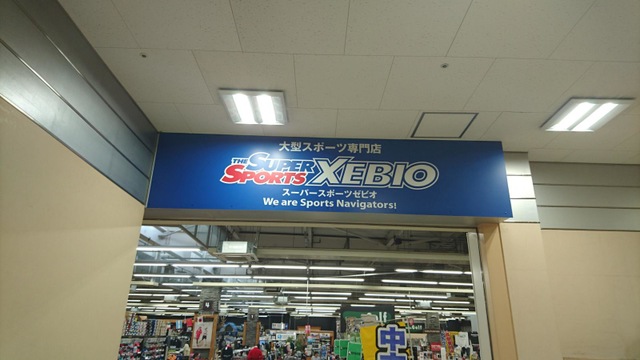 大型スポーツ専門店
THE SUPER SPORTS XEBIO
スーパースポーツゼビオ
We are Sports Navigators!
中